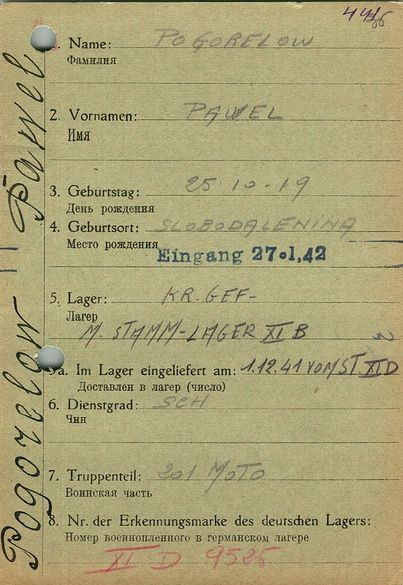 441
1. Name: POGORELOW
Фамилия
2. Vornamen: PAWEL
Имя
3. Geburtstag: 25·10-19
День рождения
4. Geburtsort: SLOBODALENINA
Место рождения
Eingang 27•1,42
5. Lager: KR. GEF-
Лагер
M. STAMM-LAGER XI B
5a. Im Lager eingeliefert am: 1.12.41 VOM ST XI D
Доставлен в лагер (число)
6. Dienstgrad: SCH
Чин
7. Truppenteil: 201 MOTO
Воинская часть
8. Nr. der Erkennungsmarke des deutschen Lagers:
Номер военнопленного в германском лагере
XI D 9525
Pogorelow Pawel